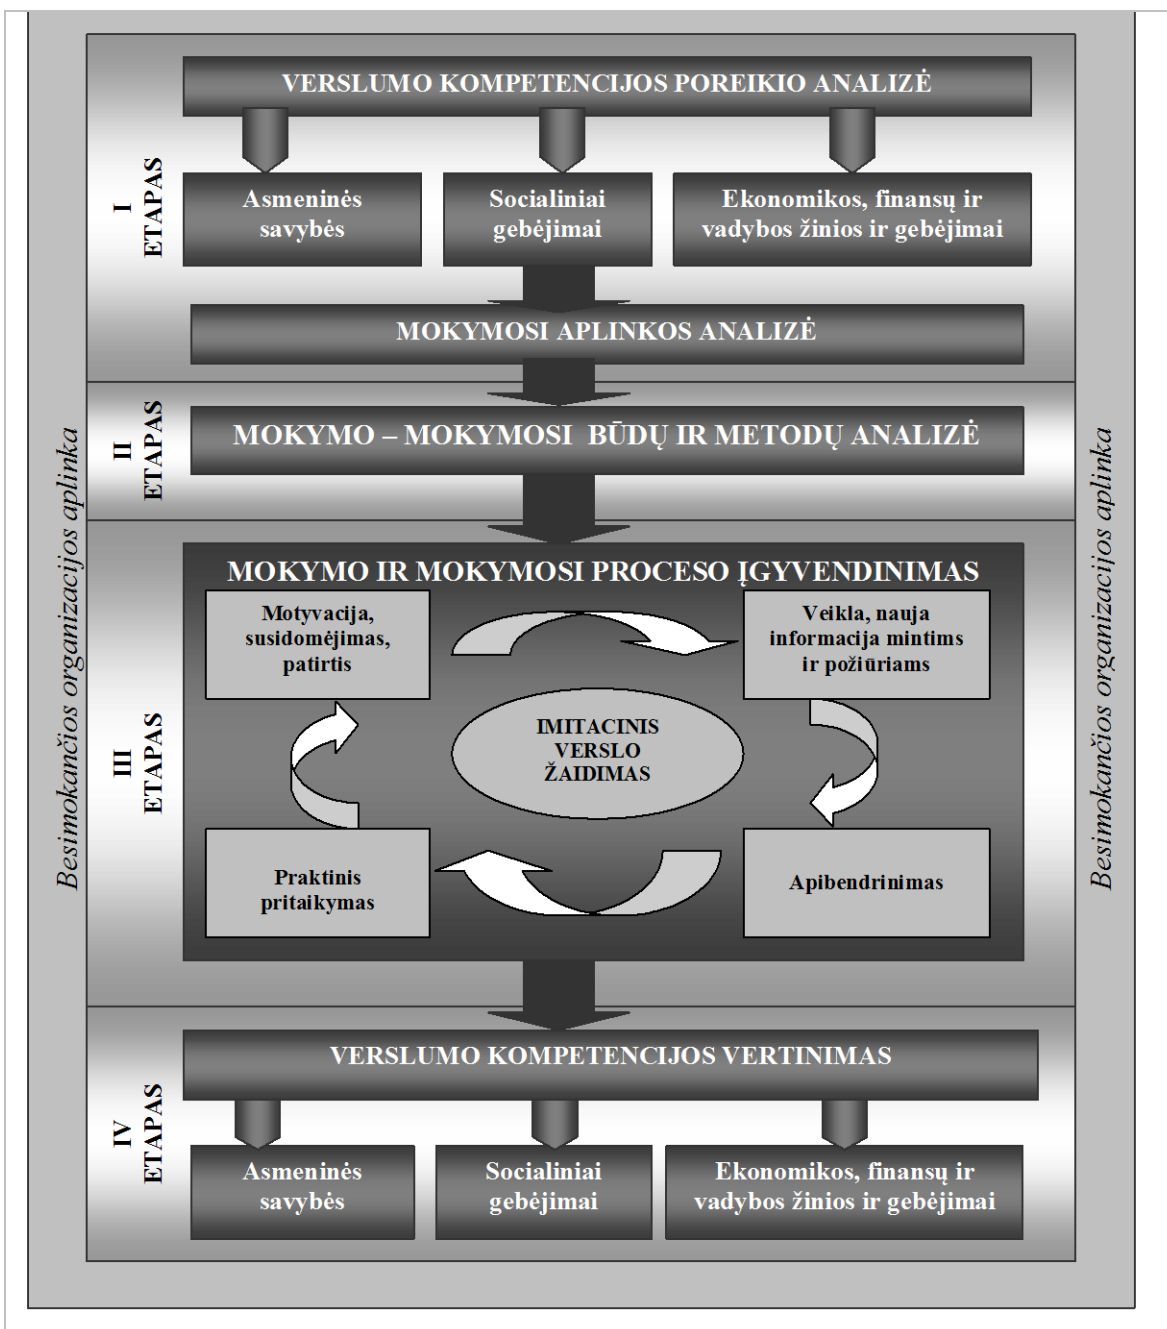 VERSLUMO KOMPETENCIJOS POREIKIO ANALIZĖ
I
ETAPAS
Asmeninės
savybės
Socialiniai
gebėjimai
Ekonomikos, finansų ir
vadybos žinios ir gebėjimai
MOKYMOSI APLINKOS ANALIZĖ
II
ETAPAS
MOKYMO – MOKYMOSI BŪDŲ IR METODŲ ANALIZĖ
Besimokančios organizacijos aplinka
Besimokančios organizacijos aplinka
III
ETAPAS
MOKYMO IR MOKYMOSI PROCESO ĮGYVENDINIMAS
Motyvacija,
susidomėjimas,
patirtis
Veikla, nauja
informacija mintims
ir požiūriams
IMITACINIS
VERSLO
ŽAIDIMAS
Praktinis
pritaikymas
Apibendrinimas
IV
ETAPAS
VERSLUMO KOMPETENCIJOS VERTINIMAS
Asmeninės
savybės
Socialiniai
gebėjimai
Ekonomikos, finansų ir
vadybos žinios ir gebėjimai